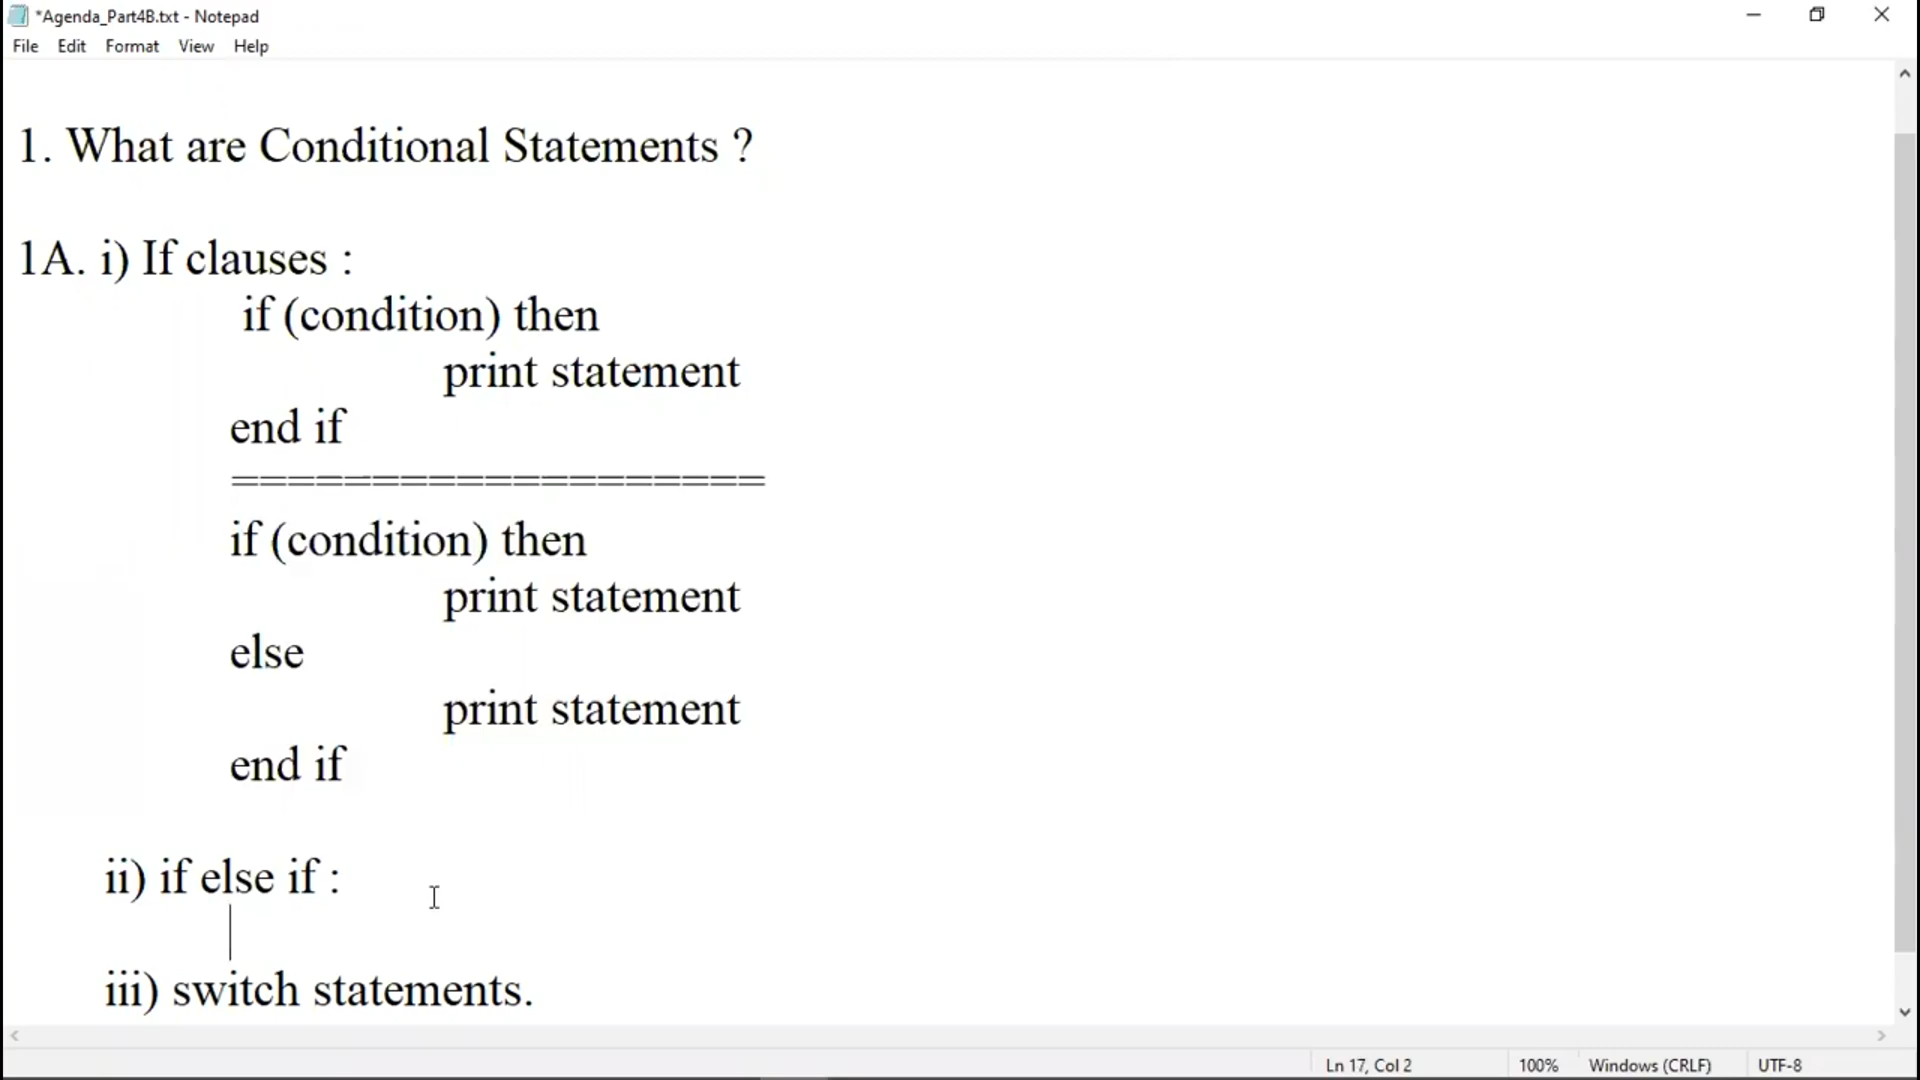 *Agenda_Part4B.txt - Notepad
File Edit Format View Help
1. What are Conditional Statements ?
1A. i) If clauses :
if (condition) then
print statement
end if
===================
if (condition) then
print statement
else
print statement
end if
ii) if else if :
iii) switch statements.
Ln 17, Col 2 100% Windows (CRLF) UTF-8